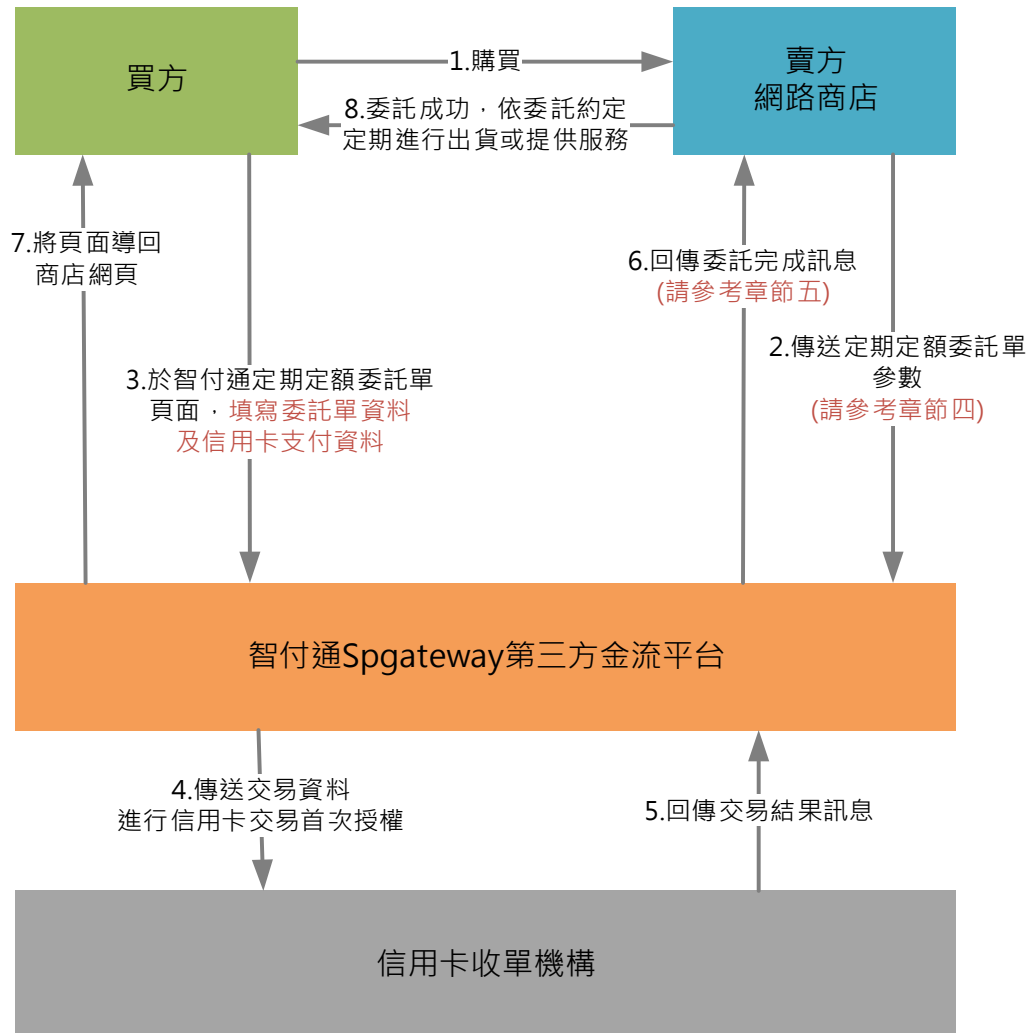 買方
1.購買
賣方
網路商店
8.委託成功，依委託約定
定期進行出貨或提供服務
7.將頁面導回
商店網頁
6.回傳委託完成訊息
(請參考章節五)
2.傳送定期定額委託單
參數
(請參考章節四)
3.於智付通定期定額委託單
頁面，填寫委託單資料
及信用卡支付資料
智付通Spgateway第三方金流平台
4.傳送交易資料
進行信用卡交易首次授權
5.回傳交易結果訊息
信用卡收單機構